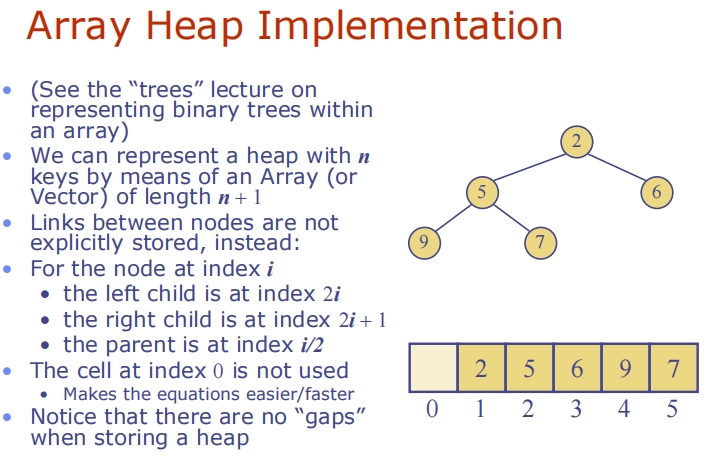 Array Heap Implementation
• (See the “trees” lecture on
representing binary trees within
an array)
• We can represent a heap with n
keys by means of an Array (or
Vector) of length n + 1
• Links between nodes are not
explicitly stored, instead:
• For the node at index i
• the left child is at index 2i
• the right child is at index 2i + 1
• the parent is at index i/2
• The cell at index 0 is not used
• Makes the equations easier/faster
• Notice that there are no “gaps”
when storing a heap
2
5 6
9 7
2 5 6 9 7
0 1 2 3 4 5